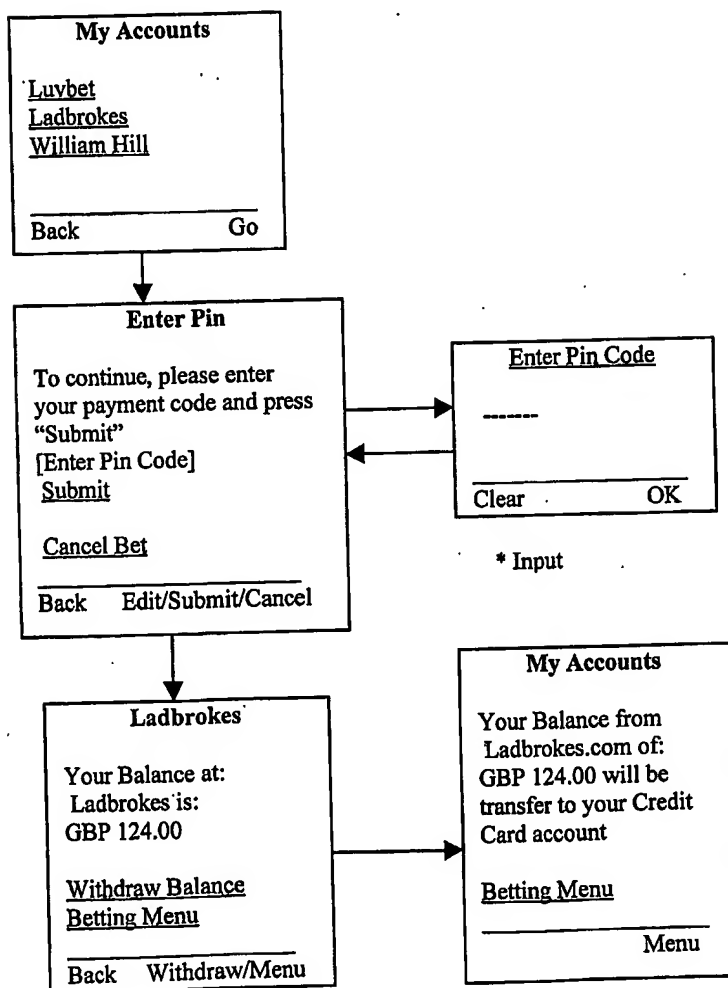 My Accounts
Luvbet
Ladbrokes
William Hill
Back Go
Enter Pin
To continue, please enter
your payment code and press
“Submit”
[Enter Pin Code]
Submit
Cancel Bet
Back Edit/Submit/Cancel
Enter Pin Code
-------
Clear OK
* Input
Ladbrokes
Your Balance at:
Ladbrokes is:
GBP 124.00
Withdraw Balance
Betting Menu
Back Withdraw/Menu
My Accounts
Your Balance from
Ladbrokes.com of:
GBP 124.00 will be
transfer to your Credit
Card account
Betting Menu
Menu